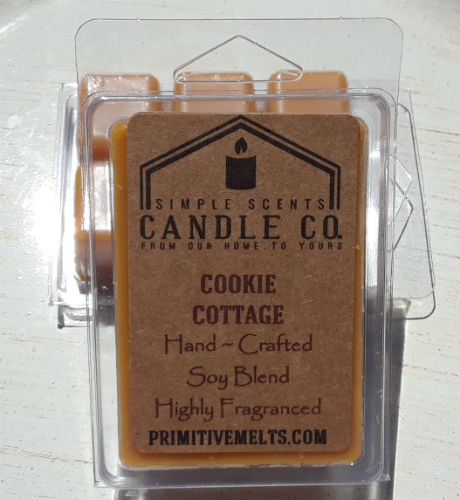 SIMPLE SCENTS
CANDLE CO.
FROM OUR HOME. TO YOURS
COOKIE
COTTAGE
Hand ~ Crafted
Soy Blend
Highly Fragranced
PRIMITIVEMELTS.COM